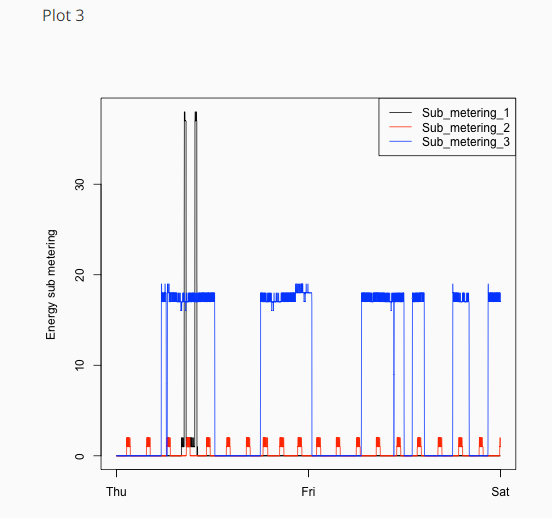 Plot 3
Sub_metering_1
Sub_metering_2
Sub_metering_3
Energy sub metering
30
20
10
0
Thu Fri Sat